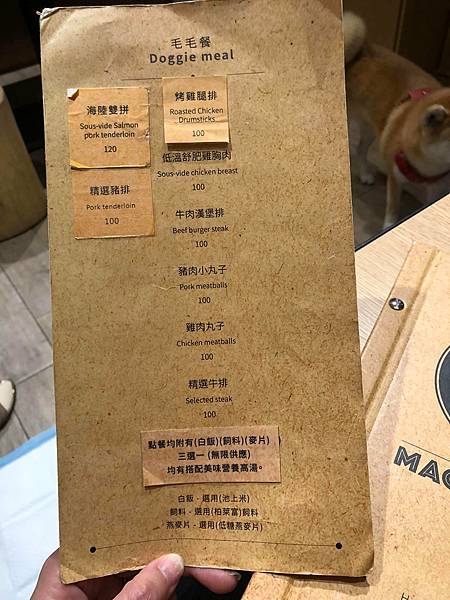 毛毛餐
Doggie meal
海陸雙拼
Sous-vide Salmon
pork tenderloin
120
精選豬排
Pork tenderloin
100
烤雞腿排
Roasted Chicken
Drumsticks
100
低溫舒肥雞胸肉
Sous-vide chicken breast
100
牛肉漢堡排
Beef burger steak
100
豬肉小丸子
Pork meatballs
100
雞肉丸子
Chicken meatballs
100
精選牛排
Selected steak
100
點餐均附有(白飯)(飼料)(麥片)
三選一 (無限供應)
均有搭配美味營養高湯。
白飯 - 選用(池上米)
飼料 - 選用(柏萊富)飼料
燕麥片 - 選用(低糖燕麥片)